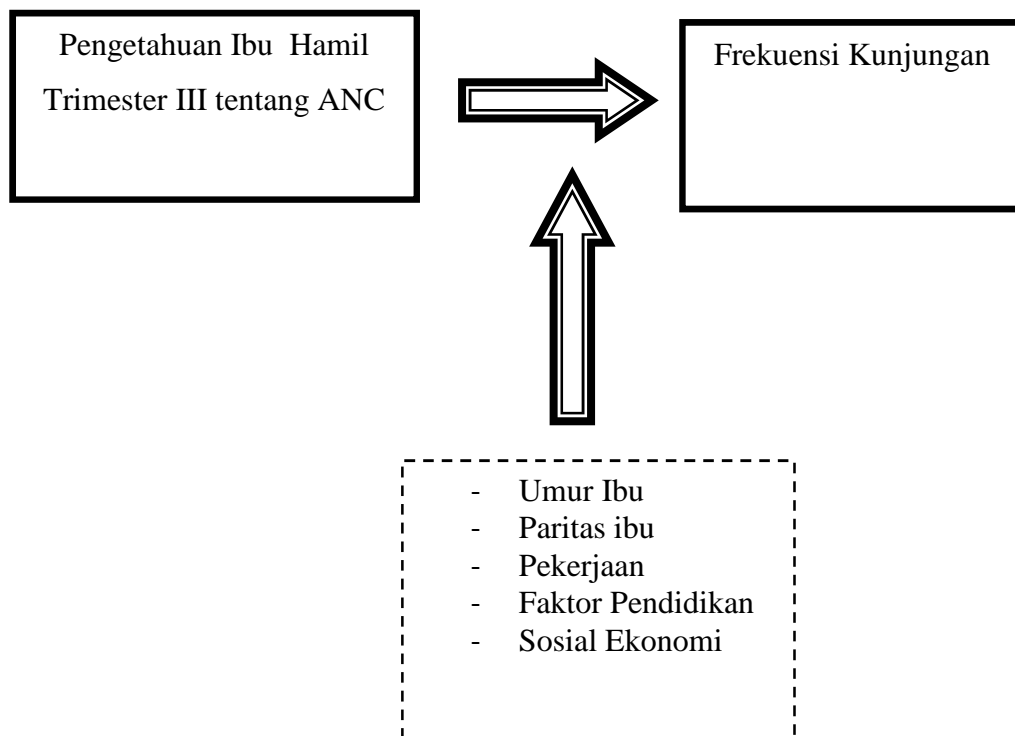 Pengetahuan Ibu Hamil
Trimester III tentang ANC
Frekuensi Kunjungan
- Umur Ibu
- Paritas ibu
- Pekerjaan
- Faktor Pendidikan
- Sosial Ekonomi